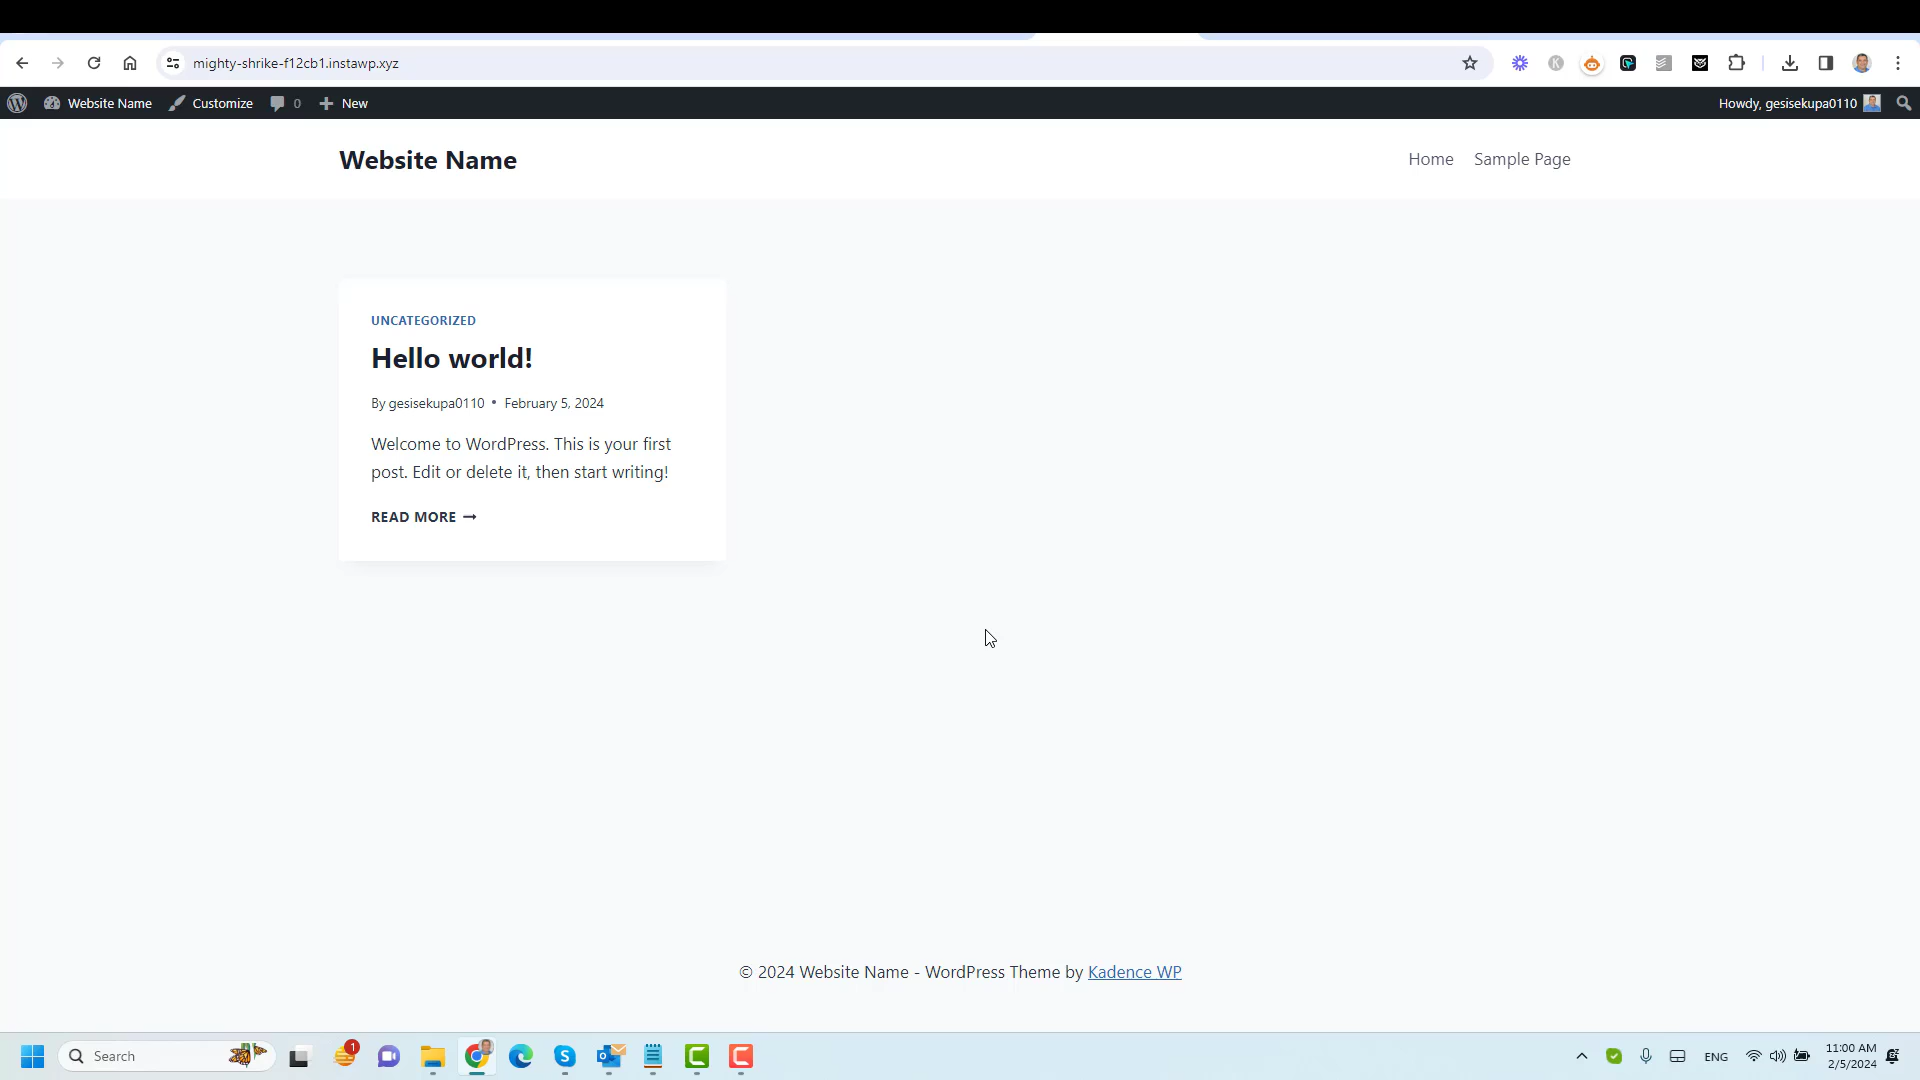 mighty-shrike-f12cb1.instawp.xyz
Website Name
Customize
0
New
Howdy, gesisekupa0110
Website Name
Home
Sample Page
UNCATEGORIZED
Hello world!
By gesisekupa0110 • February 5, 2024
Welcome to WordPress. This is your first
post. Edit or delete it, then start writing!
READ MORE →
© 2024 Website Name - WordPress Theme by Kadence WP
Search
1
ENG
11:00 AM
2/5/2024